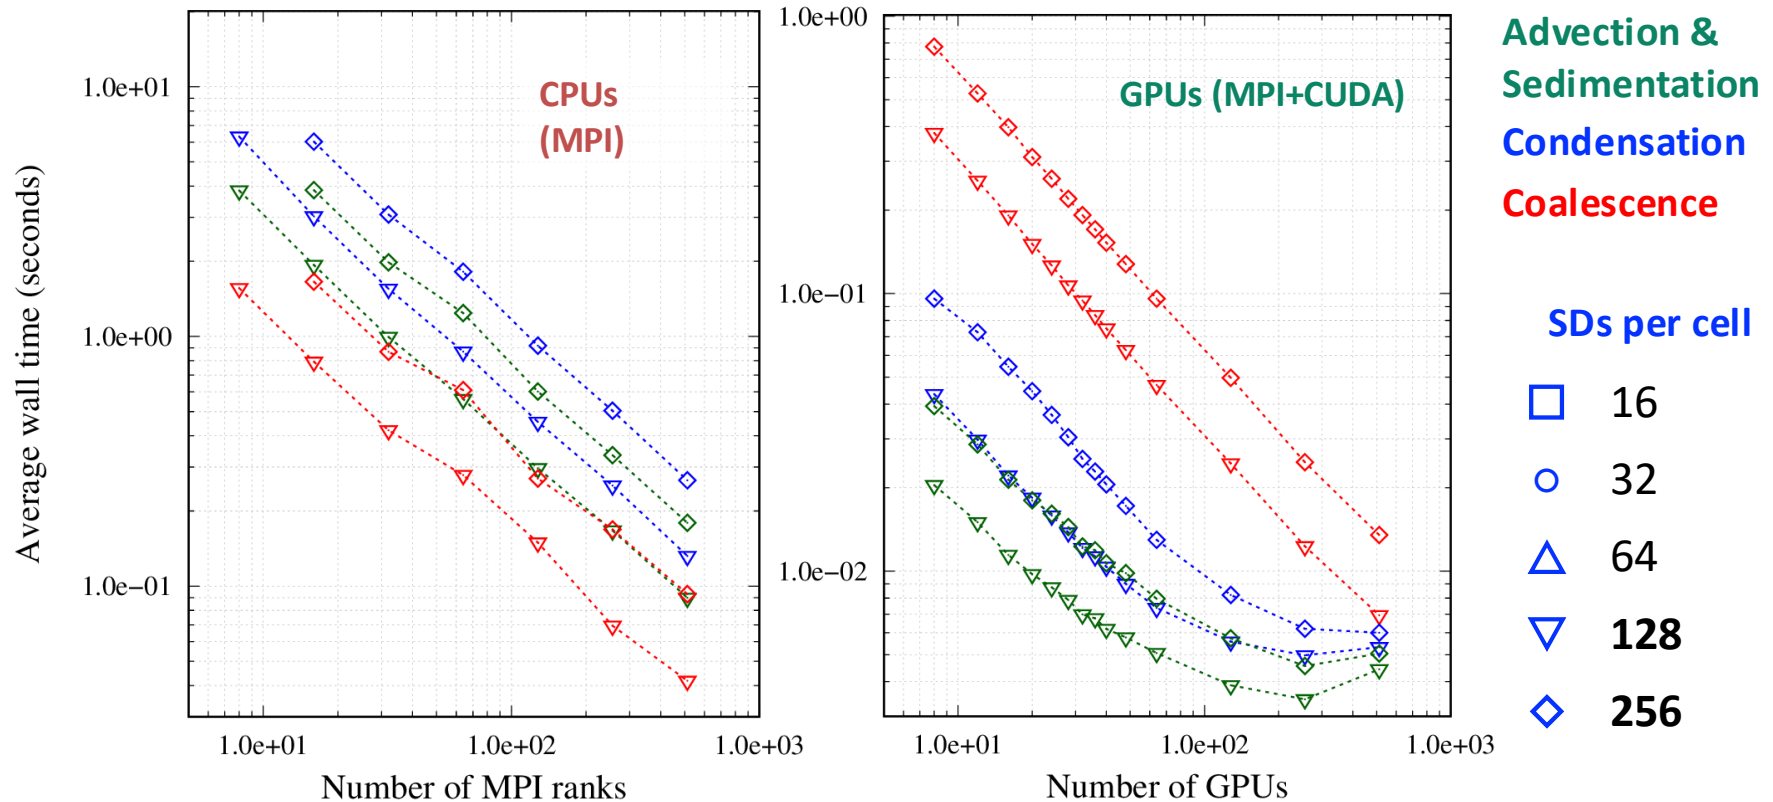 Average wall time (seconds)
1.0e+01
1.0e+00
1.0e−01
CPUs
(MPI)
1.0e+01
1.0e+02
1.0e+03
Number of MPI ranks
1.0e+00
1.0e−01
1.0e−02
GPUs (MPI+CUDA)
1.0e+01
1.0e+02
1.0e+03
Number of GPUs
Advection &
Sedimentation
Condensation
Coalescence
SDs per cell
16
32
64
128
256